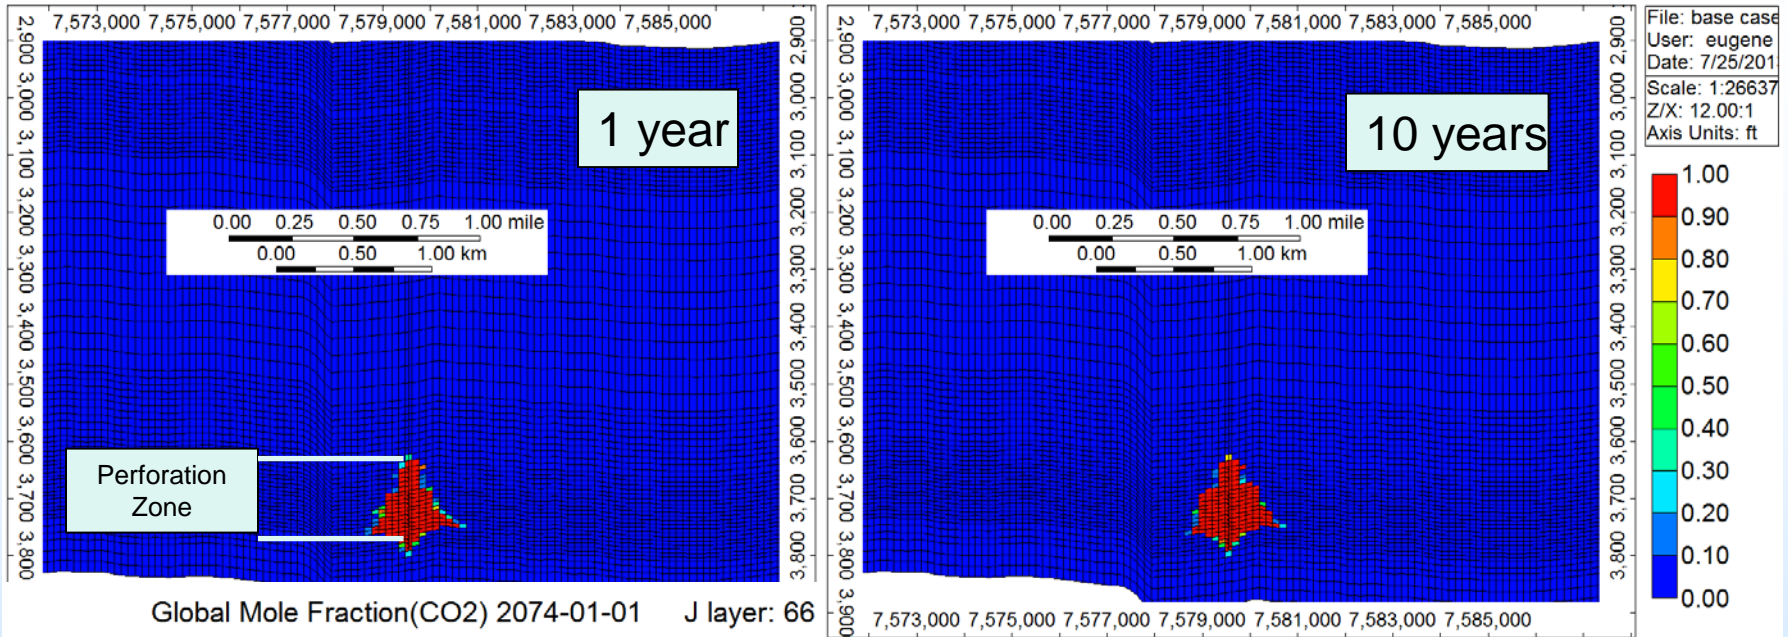 7,573,000 7,575,000 7,577,000 7,579,000 7,581,000 7,583,000 7,585,000
7,573,000 7,575,000 7,577,000 7,579,000 7,581,000 7,583,000 7,585,000
File: base case
User: eugene
Date: 7/25/201
Scale: 1:26637
Z/X: 12.00:1
Axis Units: ft
2,900 3,000 3,100 3,200 3,300 3,400 3,500 3,600 3,700 3,800
2,900 3,000 3,100 3,200 3,300 3,400 3,500 3,600 3,700 3,800
2,900 3,000 3,100 3,200 3,300 3,400 3,500 3,600 3,700 3,800 3,900
2,900 3,000 3,100 3,200 3,300 3,400 3,500 3,600 3,700 3,800
1 year
10 years
0.00 0.25 0.50 0.75 1.00 mile
0.00 1.00 km
0.00 0.25 0.50 0.75 1.00 mile
0.00 0.50 1.00 km
Perforation
Zone
1.00
0.90
0.80
0.70
0.60
0.50
0.40
0.30
0.20
0.10
0.00
Global Mole Fraction(CO2) 2074-01-01 J layer: 66
7,573,000 7,575,000 7,577,000 7,579,000 7,581,000 7,583,000 7,585,000